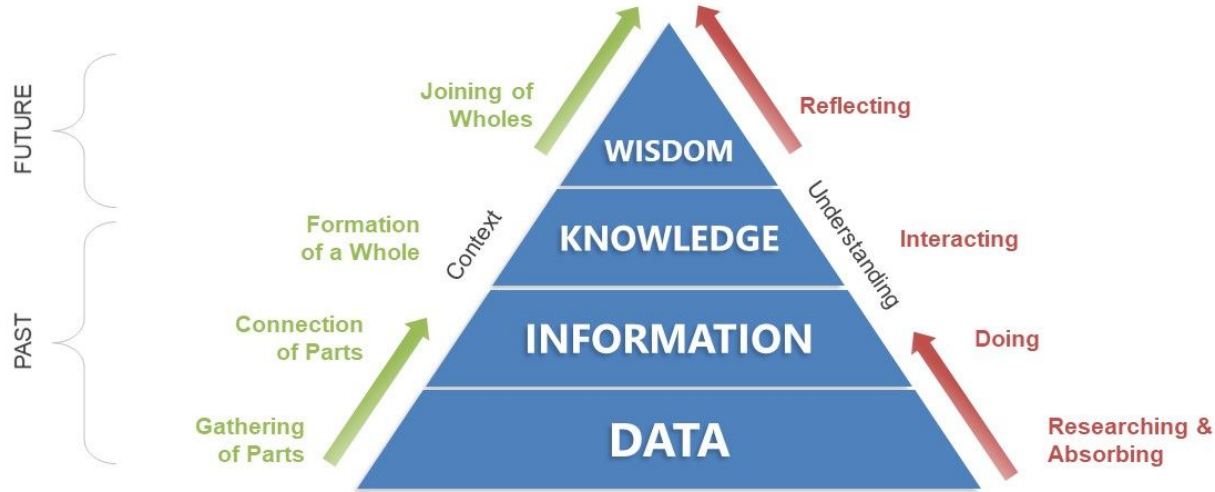 FUTURE
Joining of
Wholes
WISDOM
Reflecting
Formation
of a Whole
Context
KNOWLEDGE
Understanding
Interacting
PAST
Connection
of Parts
INFORMATION
Doing
Gathering
of Parts
DATA
Researching &
Absorbing